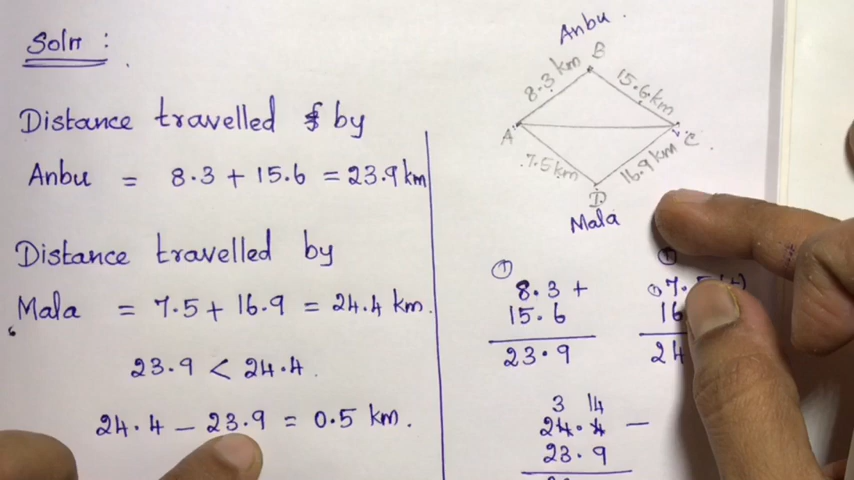 Soln :
Distance travelled by
Anbu = 8.3 + 15.6 = 23.9 km
Distance travelled by
Mala = 7.5 + 16.9 = 24.4 km.
23.9 < 24.4.
24.4 – 23.9 = 0.5 km.
Anbu.
B
8.3 km
15.6 km
A
C
7.5 km
16.9 km
D
Mala
8.3 +
15.6
23.9
7.
16
24
3 14
24.4 –
23.9